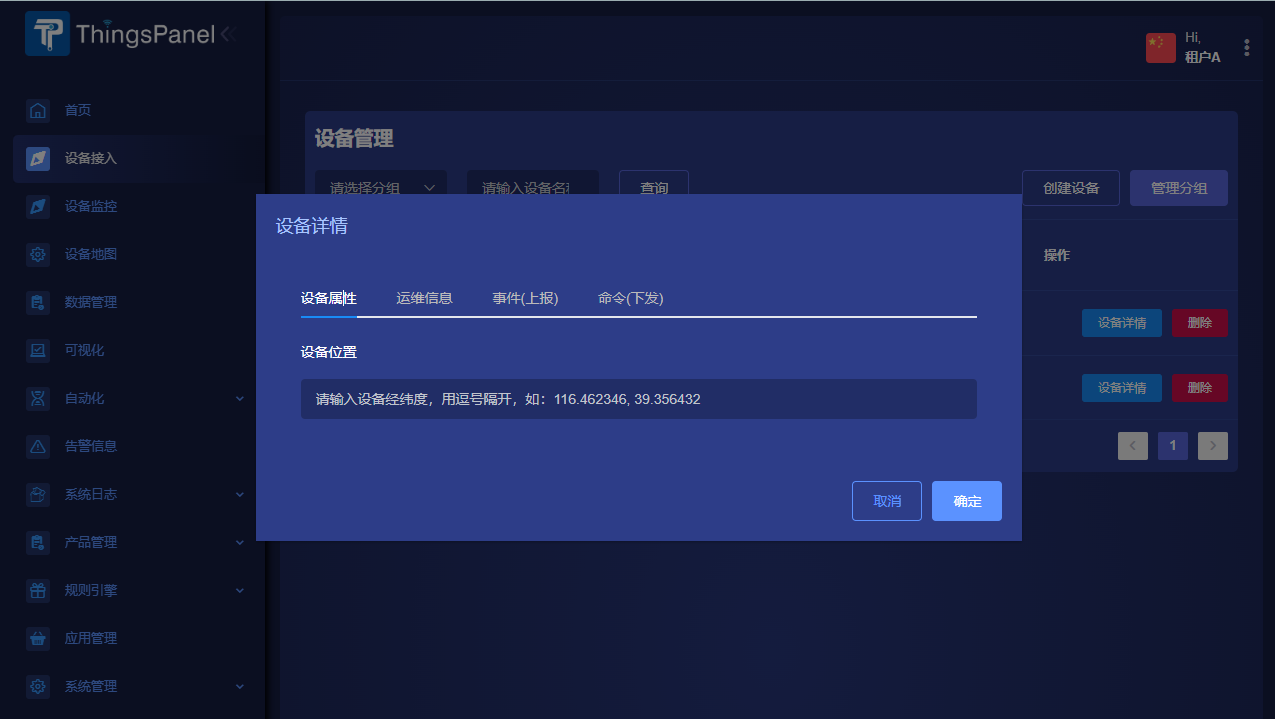 ThingsPanel
Hi,
租户A
首页
设备接入
设备监控
设备地图
数据管理
可视化
自动化
告警信息
系统日志
产品管理
规则引擎
应用管理
系统管理
设备管理
请选择分组
请输入设备名称
查询
创建设备
管理分组
操作
设备详情 删除
设备详情 删除
1
设备详情
设备属性 运维信息 事件(上报) 命令(下发)
设备位置
请输入设备经纬度，用逗号隔开，如：116.462346, 39.356432
取消 确定